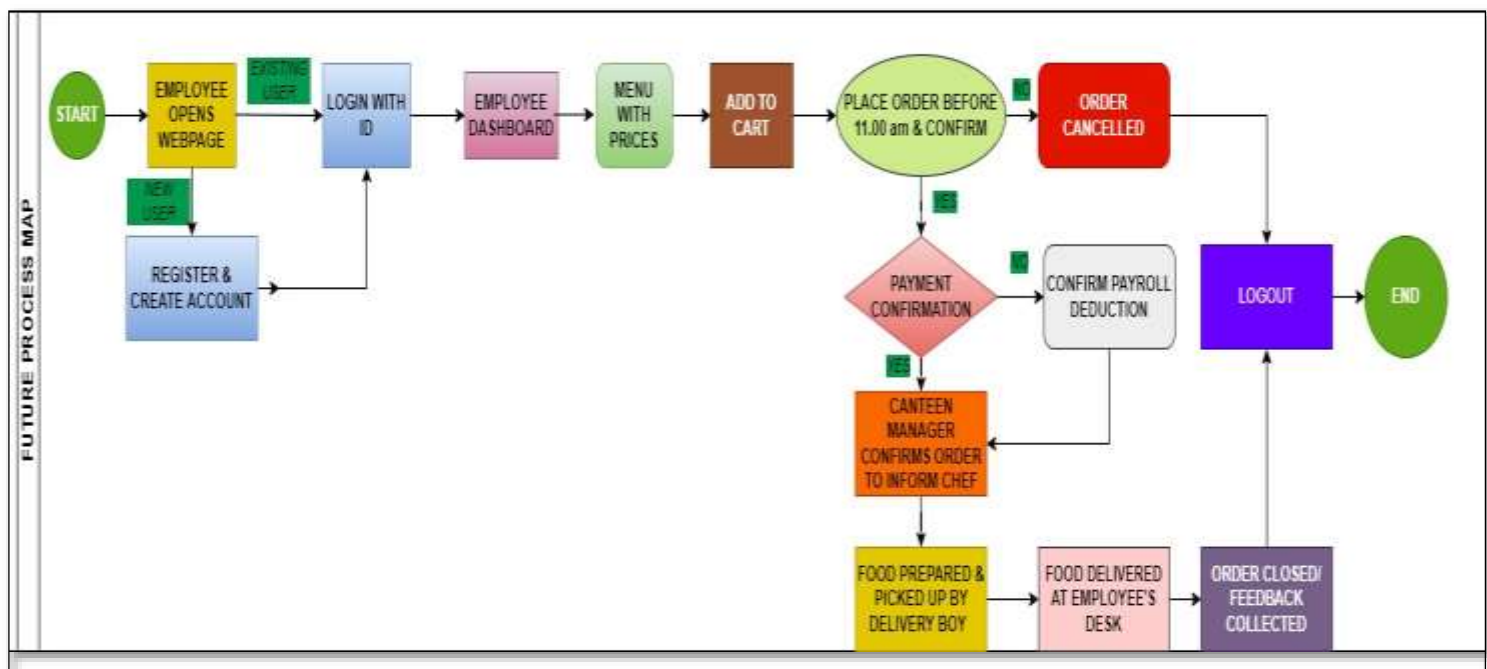 FUTURE PROCESS MAP
START
EMPLOYEE
OPENS
WEBPAGE
EXISTING
USER
NEW
USER
REGISTER &
CREATE ACCOUNT
LOGIN WITH
ID
EMPLOYEE
DASHBOARD
MENU
WITH
PRICES
ADD TO
CART
PLACE ORDER BEFORE
11.00 am & CONFIRM
NO
ORDER
CANCELLED
YES
PAYMENT
CONFIRMATION
NO
CONFIRM PAYROLL
DEDUCTION
YES
CANTEEN
MANAGER
CONFIRMS ORDER
TO INFORM CHEF
FOOD PREPARED &
PICKED UP BY
DELIVERY BOY
FOOD DELIVERED
AT EMPLOYEE'S
DESK
ORDER CLOSED/
FEEDBACK
COLLECTED
LOGOUT
END